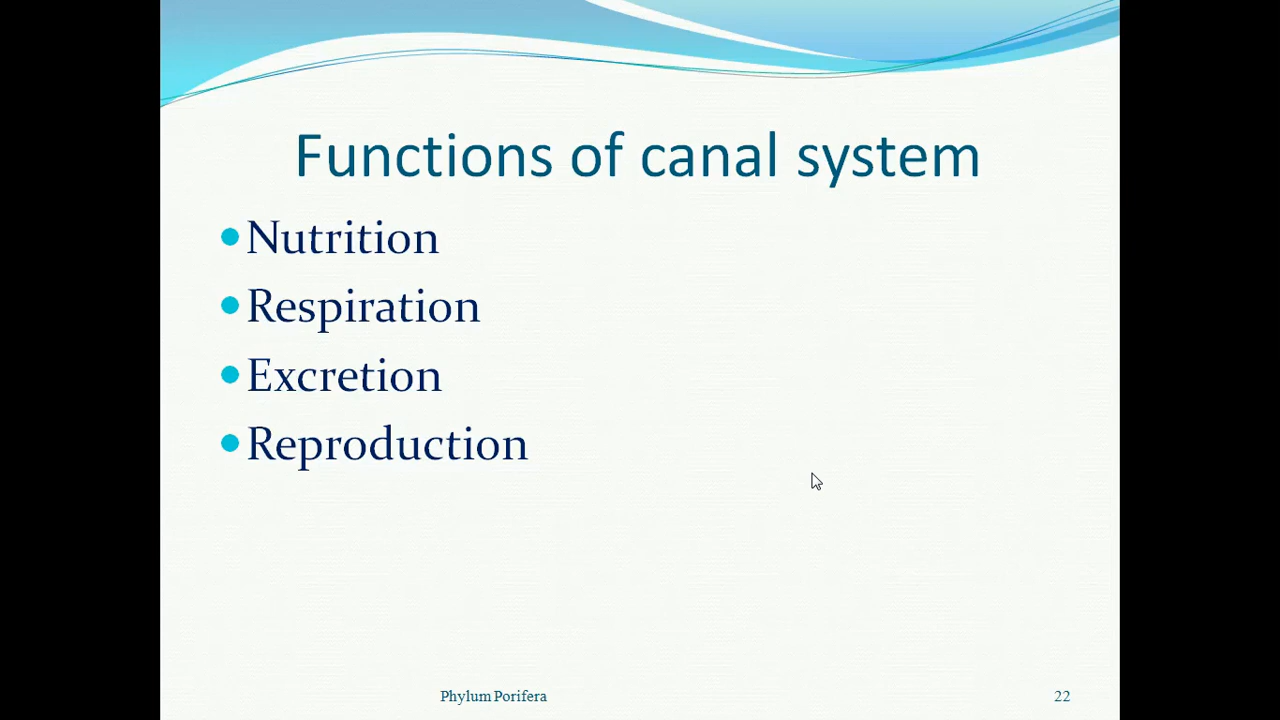 Functions of canal system
Nutrition
Respiration
Excretion
Reproduction
Phylum Porifera
22